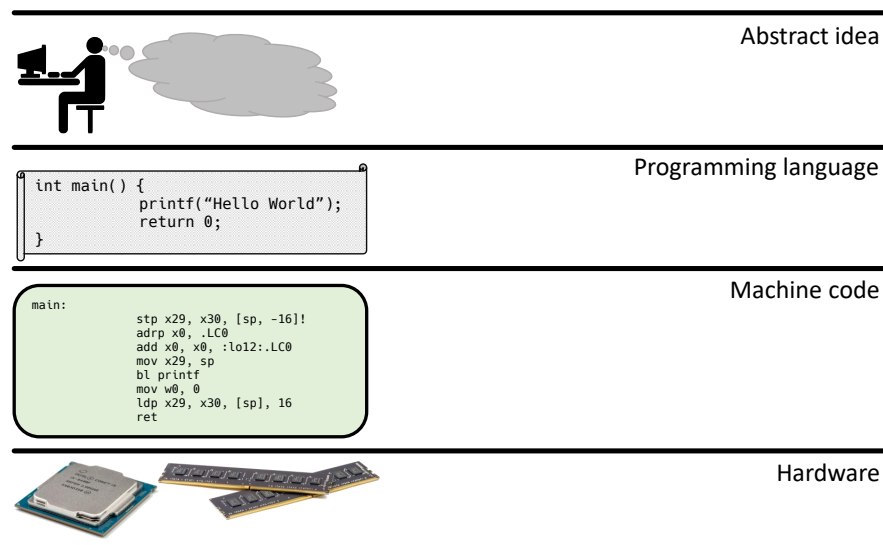 Abstract idea
Programming language
int main() {
printf(“Hello World”);
return 0;
}
Machine code
main:
stp x29, x30, [sp, -16]!
adrp x0, .LC0
add x0, x0, :lo12:.LC0
mov x29, sp
bl printf
mov w0, 0
ldp x29, x30, [sp], 16
ret
Hardware